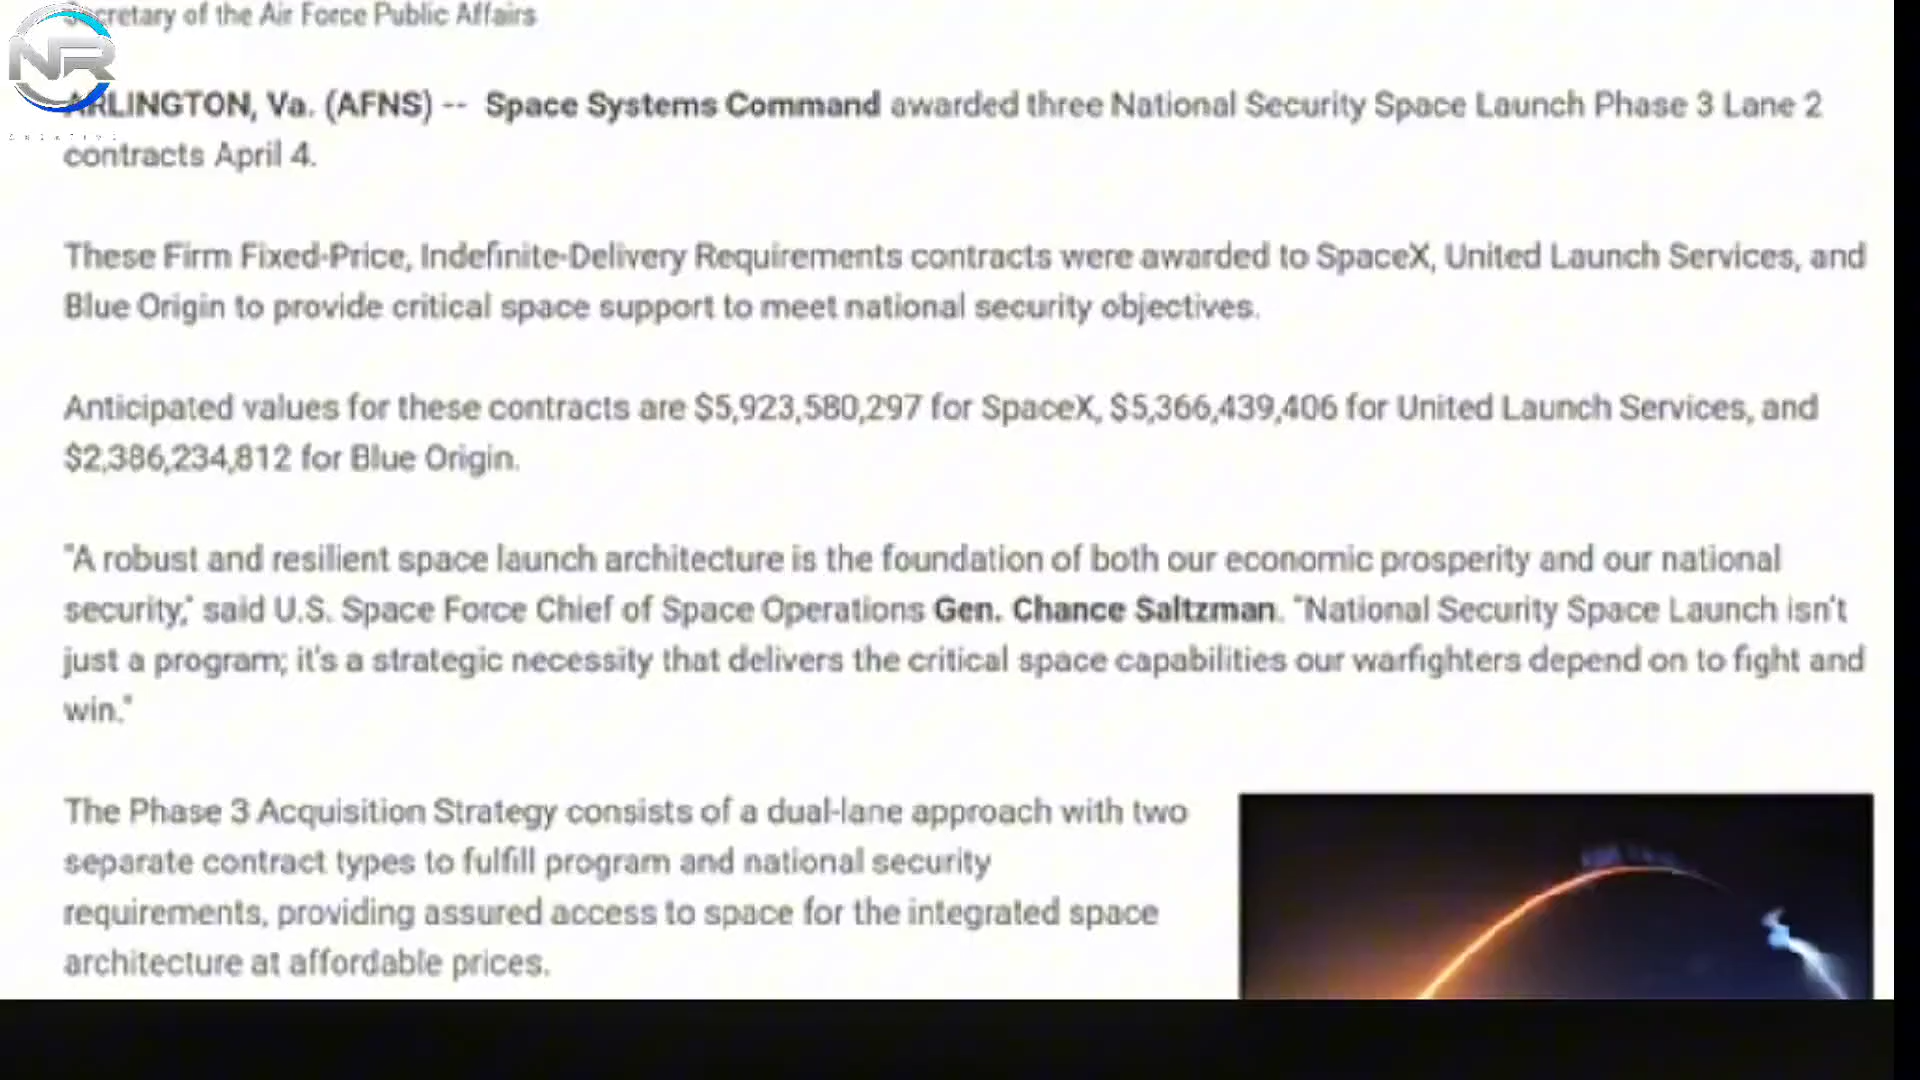 Secretary of the Air Force Public Affairs
NR
CREATIVE
ARLINGTON, Va. (AFNS) -- Space Systems Command awarded three National Security Space Launch Phase 3 Lane 2
contracts April 4.
These Firm Fixed-Price, Indefinite-Delivery Requirements contracts were awarded to SpaceX, United Launch Services, and
Blue Origin to provide critical space support to meet national security objectives.
Anticipated values for these contracts are $5,923,580,297 for SpaceX, $5,366,439,406 for United Launch Services, and
$2,386,234,812 for Blue Origin.
"A robust and resilient space launch architecture is the foundation of both our economic prosperity and our national
security," said U.S. Space Force Chief of Space Operations Gen. Chance Saltzman. "National Security Space Launch isn't
just a program; it's a strategic necessity that delivers the critical space capabilities our warfighters depend on to fight and
win."
The Phase 3 Acquisition Strategy consists of a dual-lane approach with two
separate contract types to fulfill program and national security
requirements, providing assured access to space for the integrated space
architecture at affordable prices.